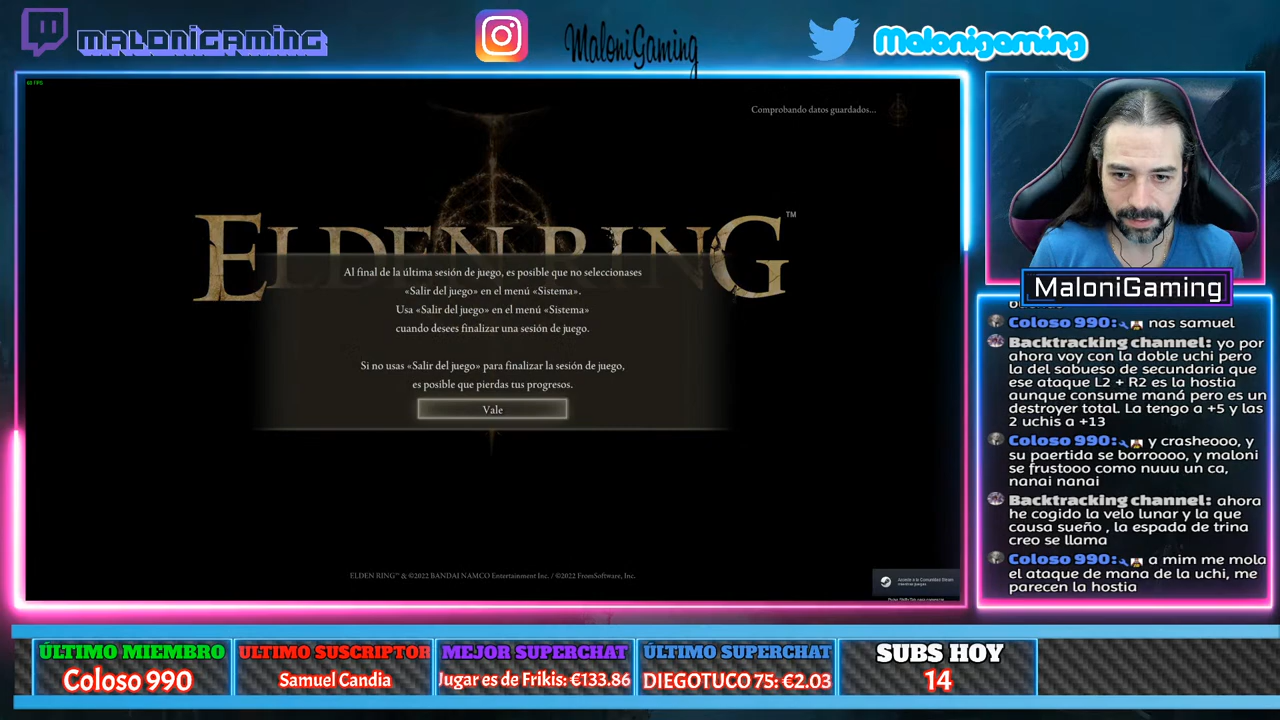 MALONIGAMING
MaloniGaming
Malonigaming
60 FPS
Comprobando datos guardados...
ELDEN RING™
Al final de la última sesión de juego, es posible que no seleccionases
«Salir del juego» en el menú «Sistema».
Usa «Salir del juego» en el menú «Sistema»
cuando desees finalizar una sesión de juego.
Si no usas «Salir del juego» para finalizar la sesión de juego,
es posible que pierdas tus progresos.
Vale
ELDEN RING™ & ©2022 BANDAI NAMCO Entertainment Inc. / ©2022 FromSoftware, Inc.
Accede a la Comunidad Steam
mientras juegas.
MaloniGaming
Coloso 990: nas samuel
Backtracking channel: yo por
ahora voy con la doble uchi pero
la del sabueso de secundaria que
ese ataque L2 + R2 es la hostia
aunque consume maná pero es un
destroyer total. La tengo a +5 y las
2 uchis a +13
Coloso 990: y crasheooo, y
su paertida se borroooo, y maloni
se frustooo como nuuu un ca,
nanai nanai
Backtracking channel: ahora
he cogido la velo lunar y la que
causa sueño , la espada de trina
creo se llama
Coloso 990: a mim me mola
el ataque de mana de la uchi, me
parecen la hostia
ÚLTIMO MIEMBRO
Coloso 990
ULTIMO SUSCRIPTOR
Samuel Candia
MEJOR SUPERCHAT
Jugar es de Frikis: €133.86
ÚLTIMO SUPERCHAT
DIEGOTUCO 75: €2.03
SUBS HOY
14